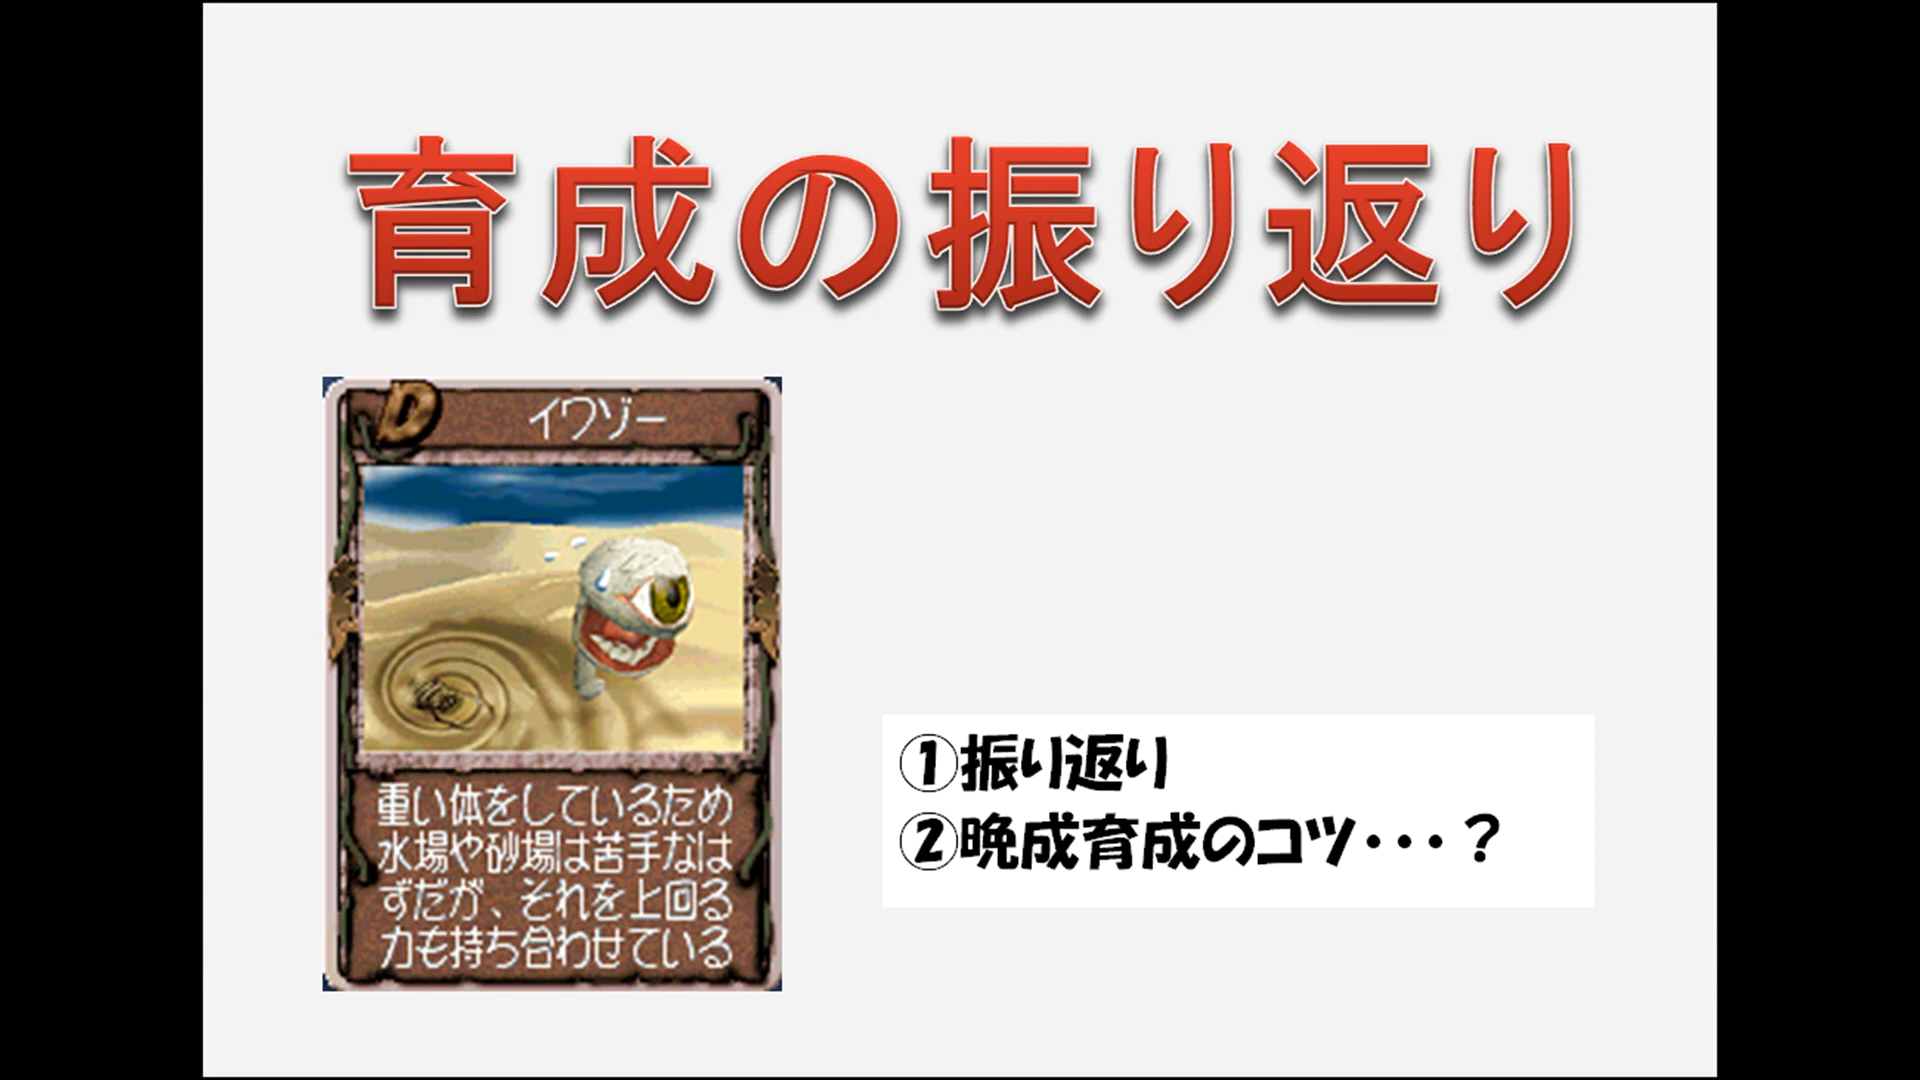 育成の振り返り
D
イワゾー
重い体をしているため
水場や砂場は苦手なは
ずだが、それを上回る
力も持ち合わせている
①振り返り
②晩成育成のコツ・・・？